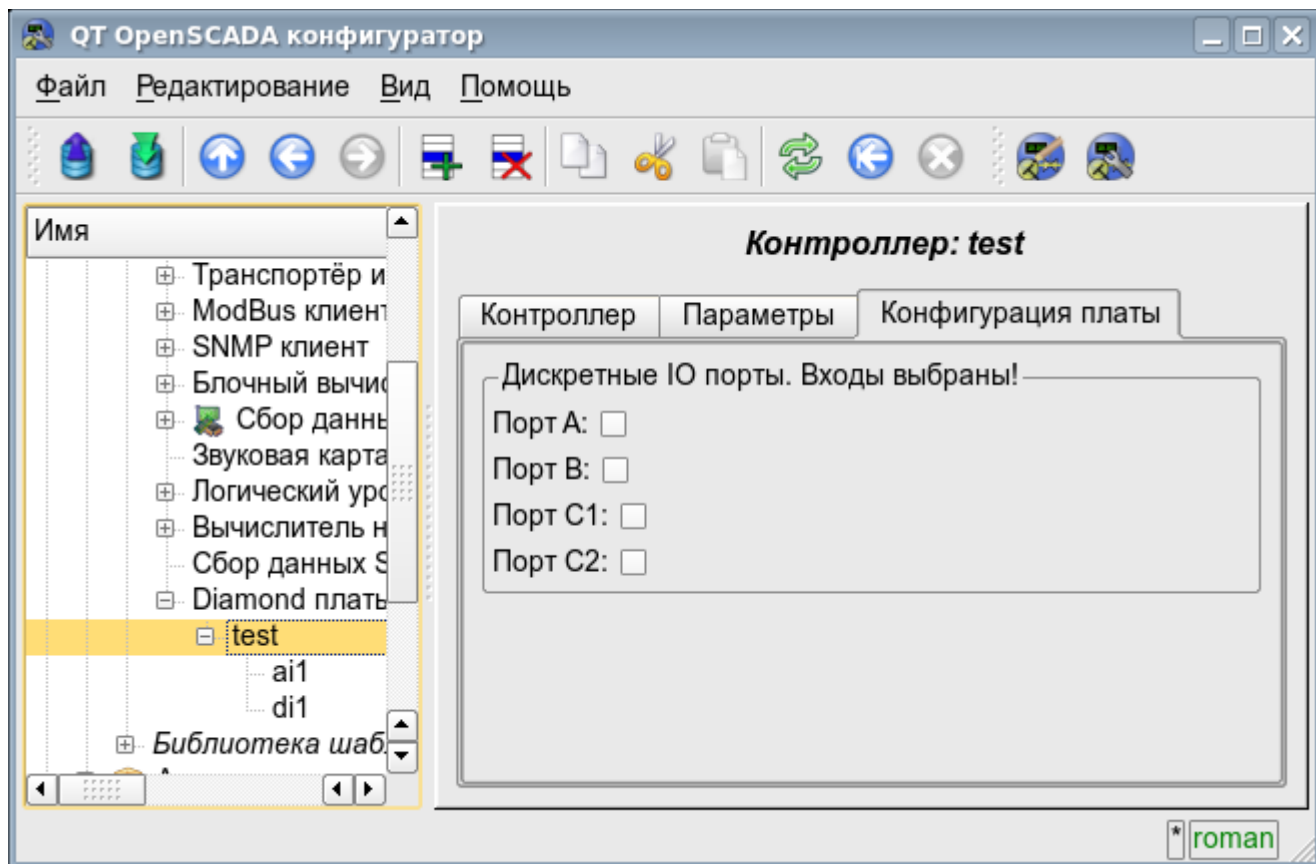 QT OpenSCADA конфигуратор
Файл Редактирование Вид Помощь
Имя
Транспортёр и
ModBus клиент
SNMP клиент
Блочный вычис
Сбор данны
Звуковая карта
Логический уро
Вычислитель н
Сбор данных S
Diamond платы
test
ai1
di1
Библиотека шаб
Контроллер: test
Контроллер Параметры Конфигурация платы
Дискретные IO порты. Входы выбраны!
Порт A:
Порт B:
Порт C1:
Порт C2:
* roman